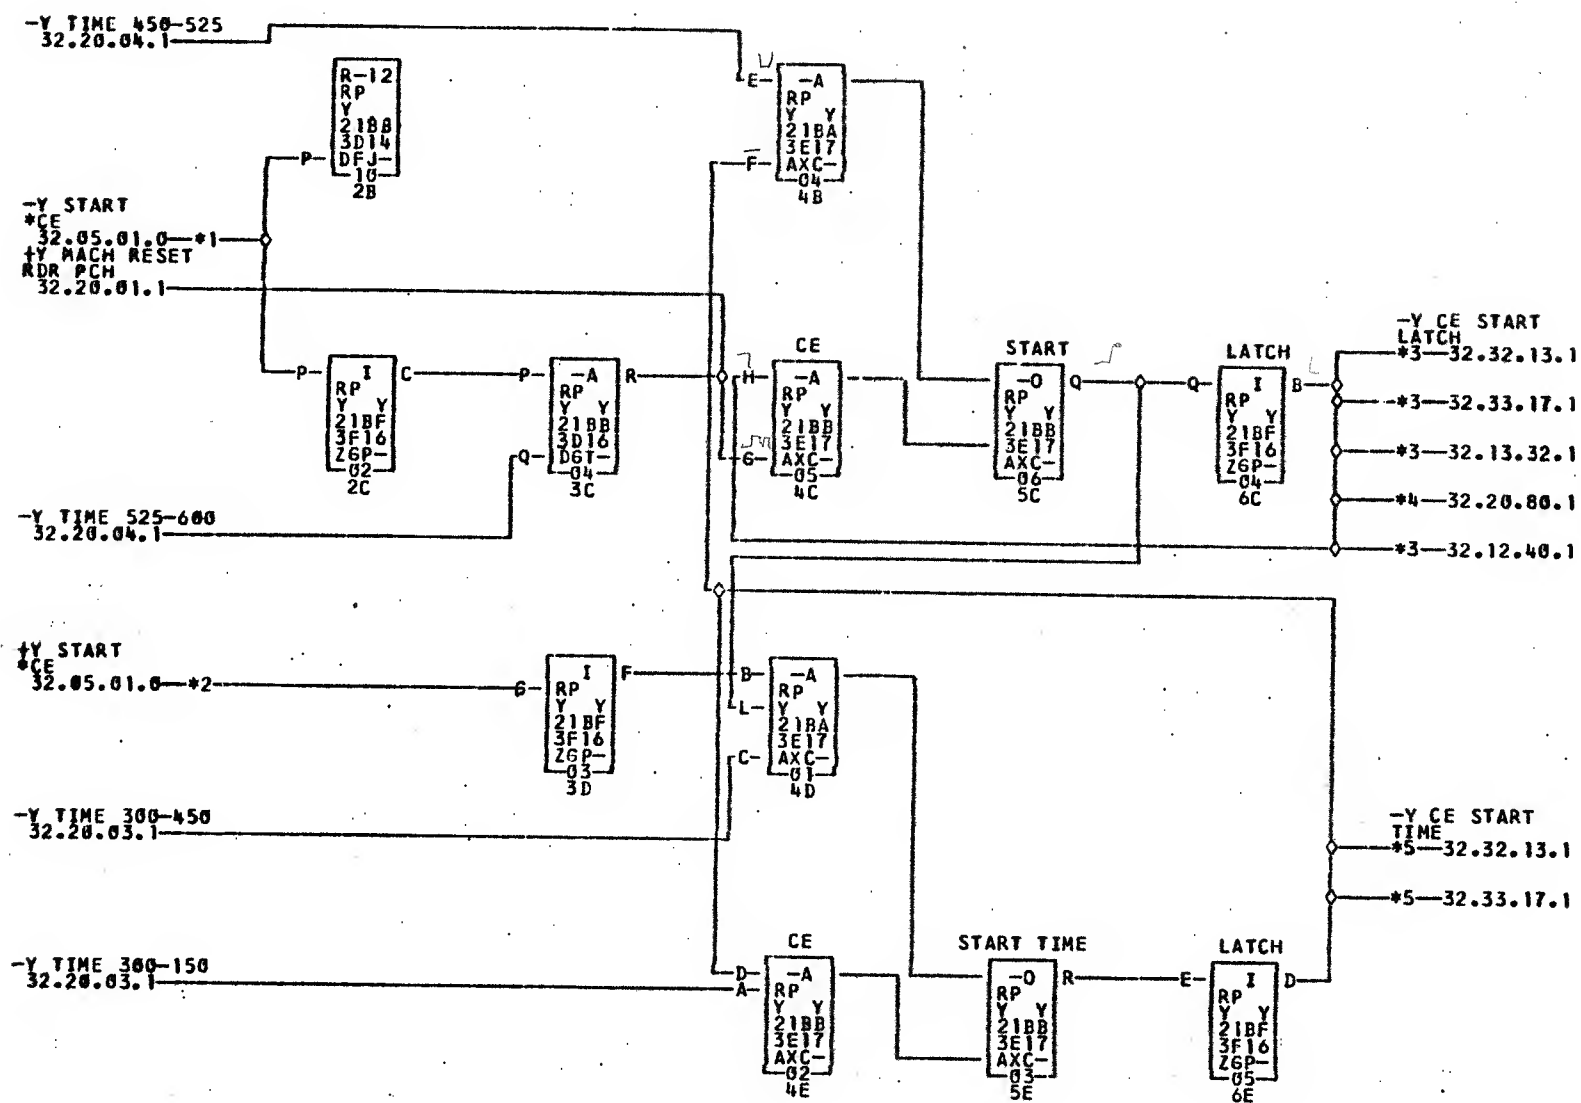 -Y TIME 450-525
32.20.04.1
E-
-A
RP
Y Y
21BA
3E17
AXC-
04
4B
F-
R-12
RP
Y
21BB
3D14
DFJ-
10
2B
P-
-Y START
*CE
32.05.01.0-*1
+Y MACH RESET
RDR PCH
32.20.01.1
P-
I C
RP
Y Y
21BF
3F16
ZGP-
02
2C
P-
-A R
RP
Y Y
21BB
3D16
DGT-
04
3C
Q-
CE
H-
-A
RP
Y Y
21BB
3E17
AXC-
05
4C
G-
START
-O Q
RP
Y Y
21BB
3E17
AXC-
06
5C
LATCH
Q-
I B
RP
Y Y
21BF
3F16
ZGP-
04
6C
-Y CE START
LATCH
*3-32.32.13.1
*3-32.33.17.1
*3-32.13.32.1
*4-32.20.80.1
*3-32.12.40.1
-Y TIME 525-600
32.20.04.1
+Y START
*CE
32.05.01.0-*2
G-
I F
RP
Y Y
21BF
3F16
ZGP-
03
3D
B-
L-
C-
-A
RP
Y Y
21BA
3E17
AXC-
01
4D
-Y TIME 300-450
32.20.03.1
-Y CE START
TIME
*5-32.32.13.1
*5-32.33.17.1
-Y TIME 300-150
32.20.03.1
CE
D-
A-
-A
RP
Y Y
21BB
3E17
AXC-
02
4E
START TIME
-O R
RP
Y Y
21BB
3E17
AXC-
03
5E
LATCH
E-
I D
RP
Y Y
21BF
3F16
ZGP-
05
6E